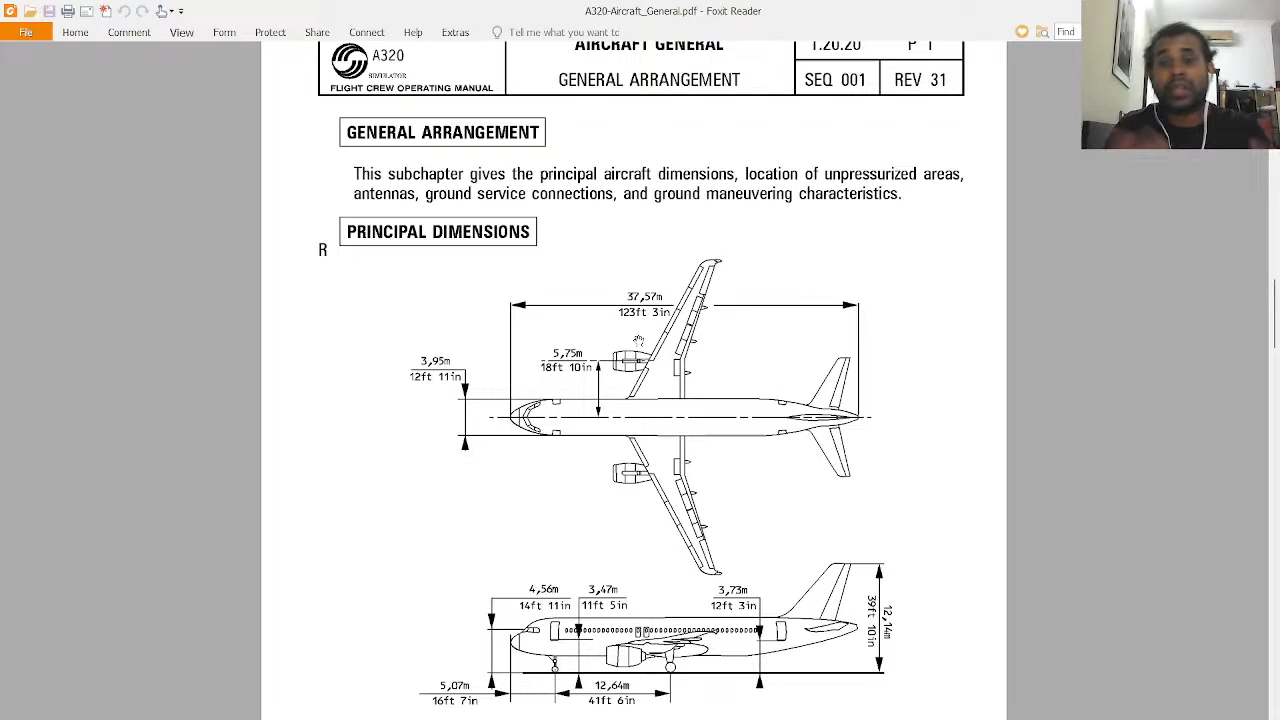 A320-Aircraft_General.pdf - Foxit Reader
File Home Comment View Form Protect Share Connect Help Extras Tell me what you want to Find
A320
SIMULATOR
FLIGHT CREW OPERATING MANUAL
AIRCRAFT GENERAL
GENERAL ARRANGEMENT
1.20.20 P 1
SEQ 001 REV 31
GENERAL ARRANGEMENT
This subchapter gives the principal aircraft dimensions, location of unpressurized areas,
antennas, ground service connections, and ground maneuvering characteristics.
PRINCIPAL DIMENSIONS
R
37,57m
123ft 3in
5,75m
18ft 10in
3,95m
12ft 11in
4,56m
14ft 11in
3,47m
11ft 5in
3,73m
12ft 3in
12,14m
39ft 10in
5,07m
16ft 7in
12,64m
41ft 6in